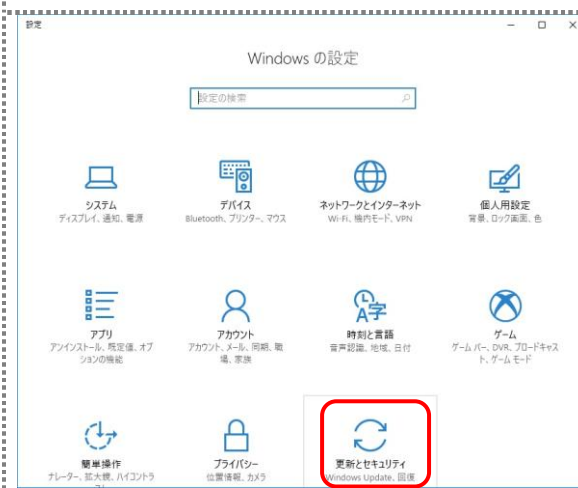 設定
Windows の設定
設定の検索
システム
ディスプレイ、通知、電源
デバイス
Bluetooth、プリンター、マウス
ネットワークとインターネット
Wi-Fi、機内モード、VPN
個人用設定
背景、ロック画面、色
アプリ
アンインストール、既定値、オプ
ションの機能
アカウント
アカウント、メール、同期、職
場、家族
時刻と言語
音声認識、地域、日付
ゲーム
ゲーム バー、DVR、ブロードキャス
ト、ゲーム モード
簡単操作
ナレーター、拡大鏡、ハイコントラ
プライバシー
位置情報、カメラ
更新とセキュリティ
Windows Update、回復